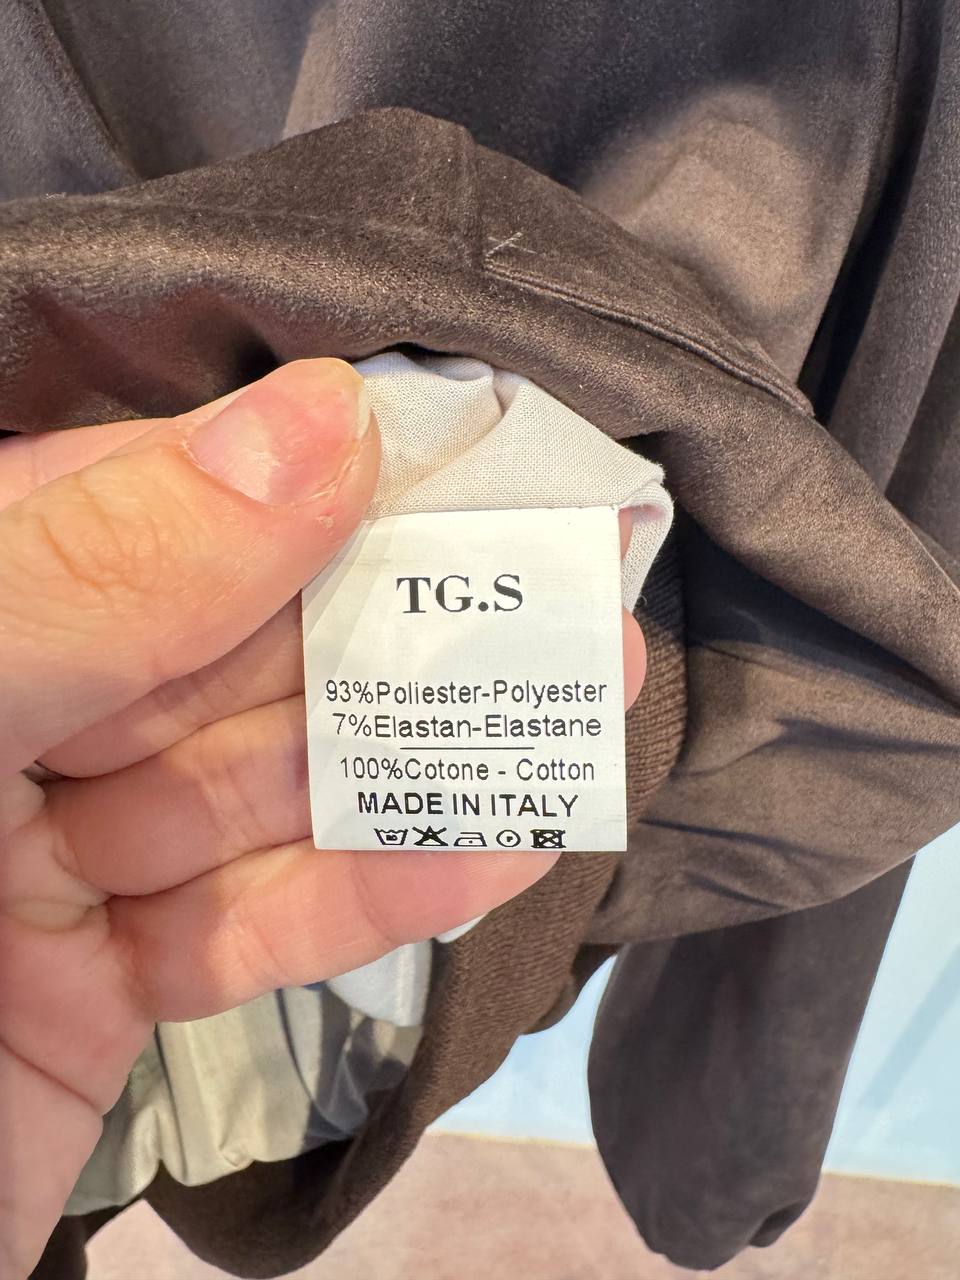 TG.S
93%Poliester-Polyester
7%Elastan-Elastane
100%Cotone - Cotton
MADE IN ITALY